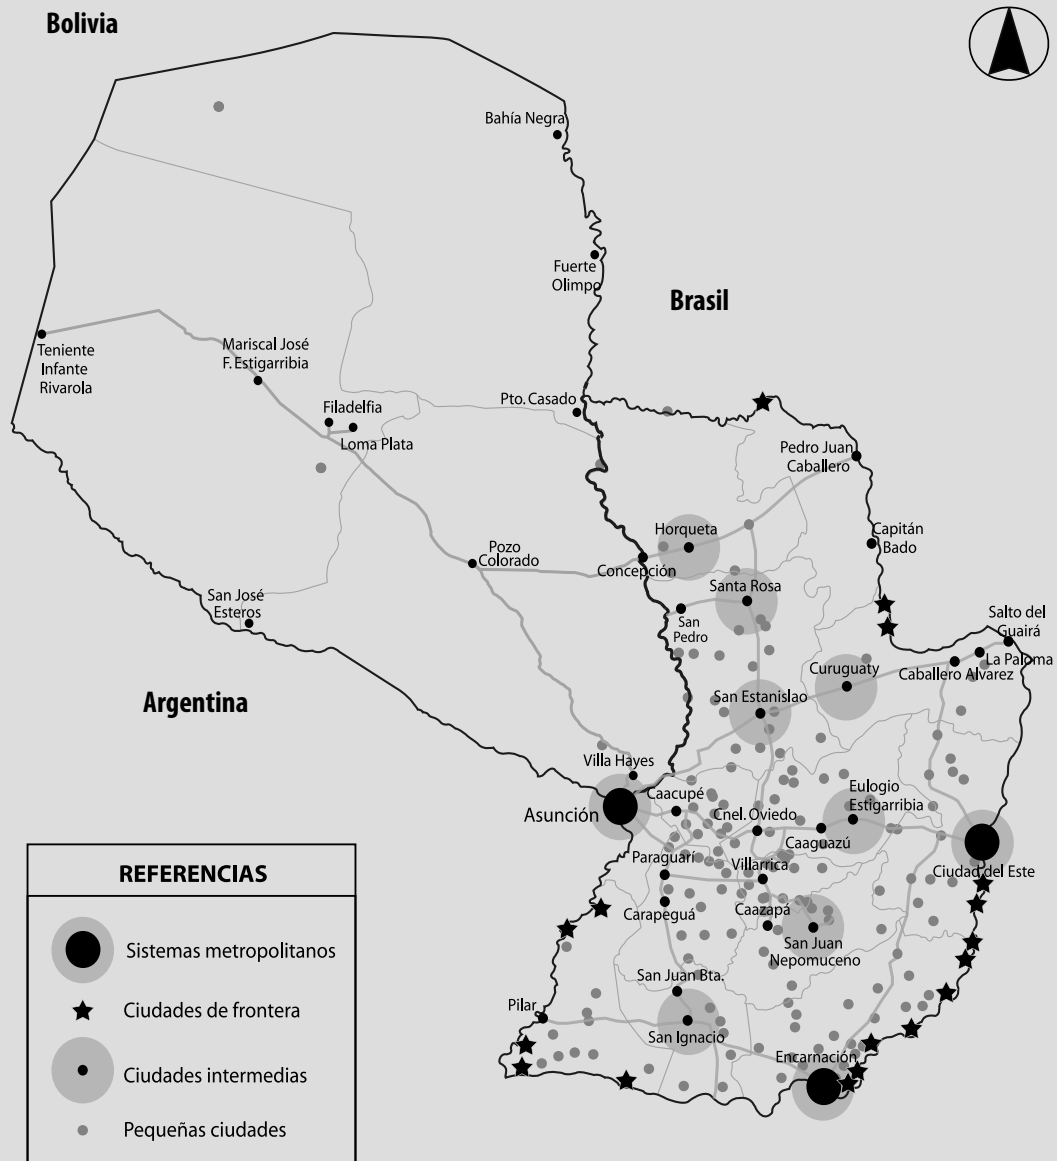 Bolivia
Bahía Negra
Fuerte
Olimpo
Brasil
Teniente
Infante
Rivarola
Mariscal José
F. Estigarribia
Filadelfia
Loma Plata
Pto. Casado
Pedro Juan
Caballero
Horqueta
Capitán
Bado
Pozo
Colorado
Concepción
Santa Rosa
San José
Esteros
San
Pedro
Salto del
Guairá
La Paloma
Curuguaty
Caballero Alvarez
Argentina
San Estanislao
Villa Hayes
Caacupé
Eulogio
Estigarribia
Asunción
Cnel. Oviedo
Caaguazú
Paraguarí
Villarrica
Ciudad del Este
Carapeguá
Caazapá
San Juan
Nepomuceno
San Juan Bta.
Pilar
San Ignacio
Encarnación
REFERENCIAS
Sistemas metropolitanos
Ciudades de frontera
Ciudades intermedias
Pequeñas ciudades